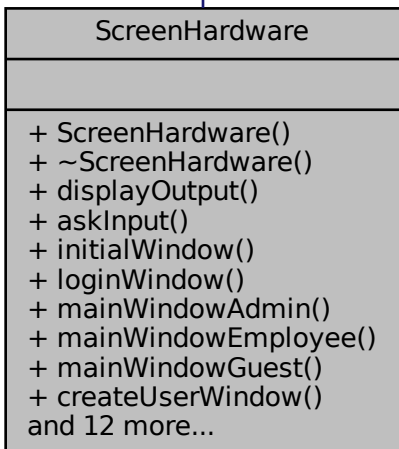 ScreenHardware
+ ScreenHardware()
+ ~ScreenHardware()
+ displayOutput()
+ askInput()
+ initialWindow()
+ loginWindow()
+ mainWindowAdmin()
+ mainWindowEmployee()
+ mainWindowGuest()
+ createUserWindow()
and 12 more...